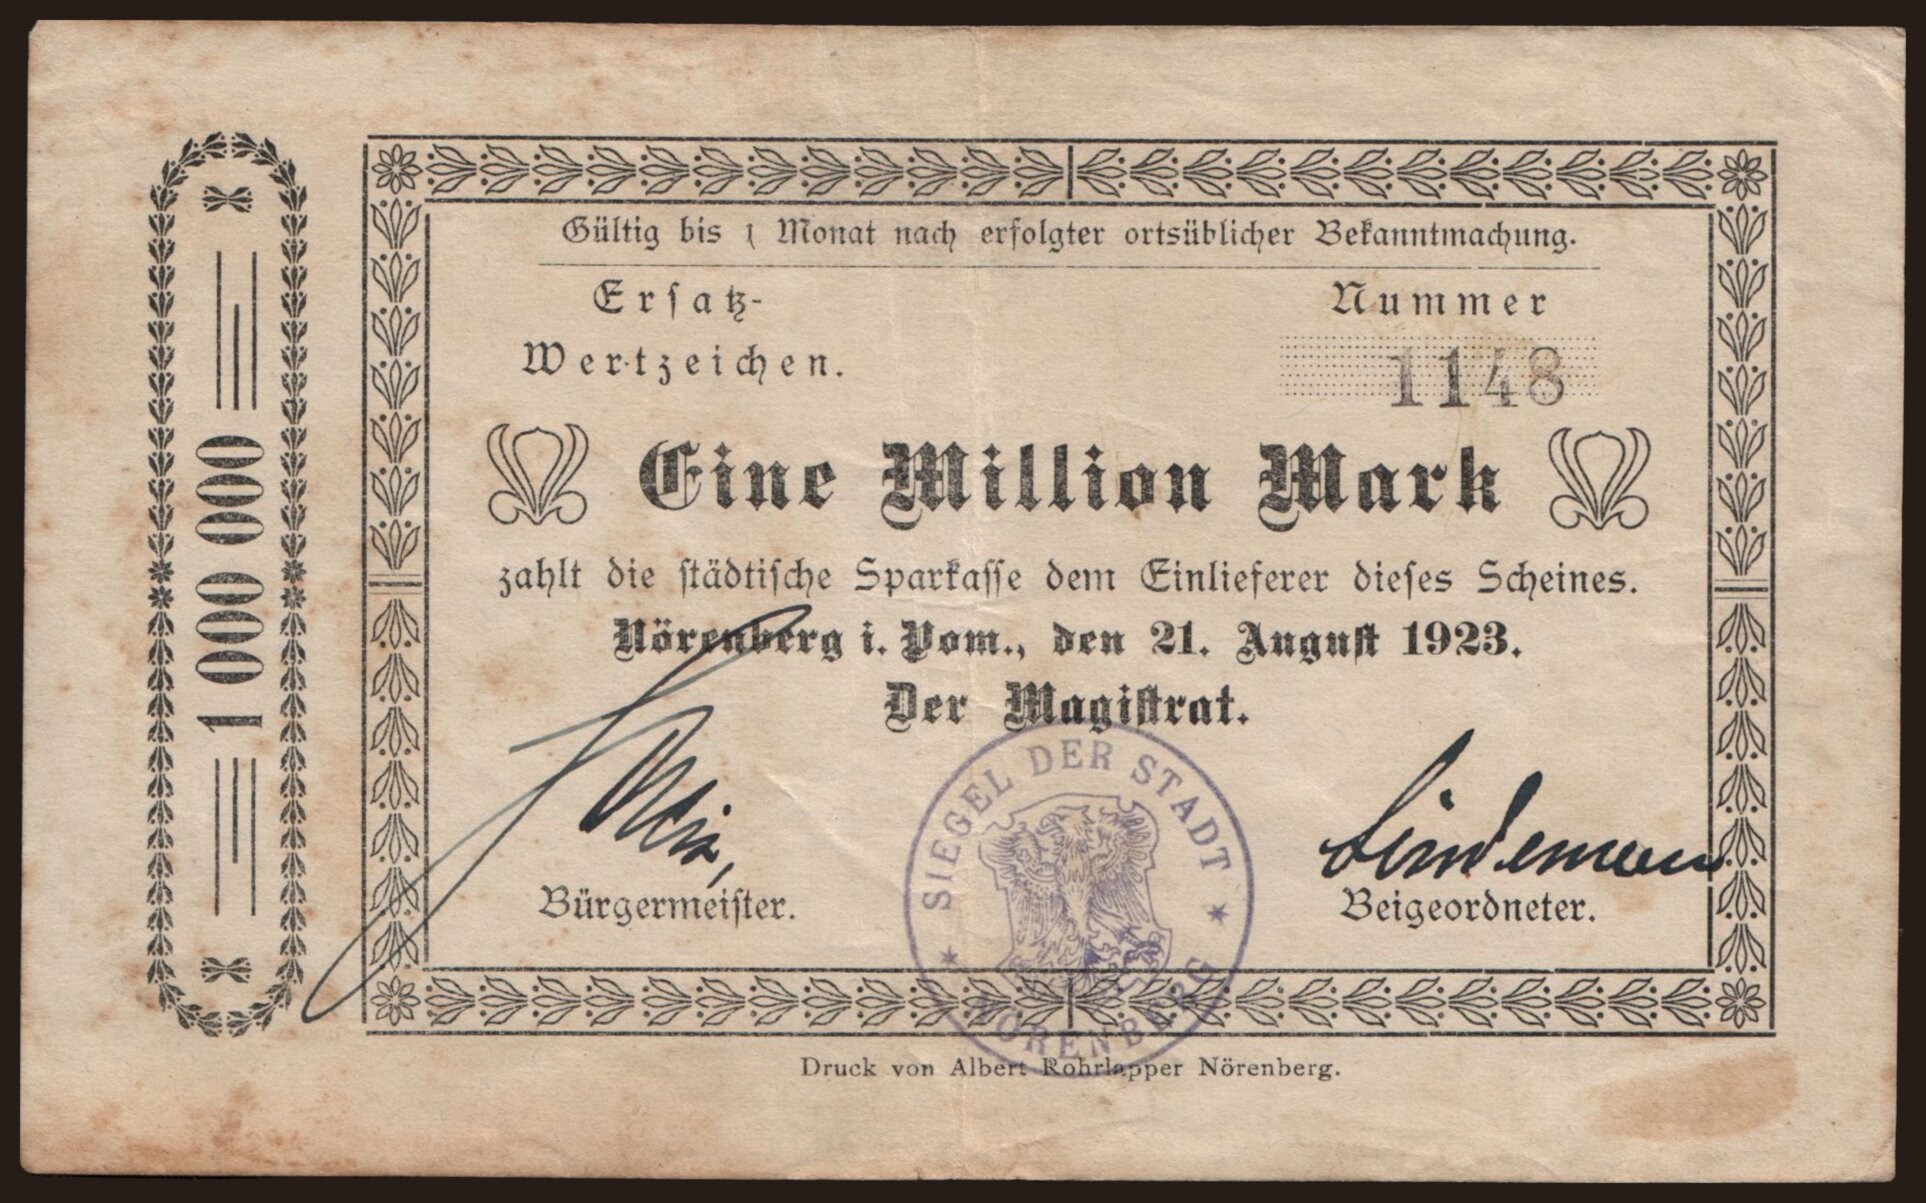 1 000 000
Gültig bis 1 Monat nach erfolgter ortsüblicher Bekanntmachung.
Ersatz-
Wertzeichen.
Nummer
1148
Eine Million Mark
zahlt die städtische Sparkasse dem Einlieferer dieses Scheines.
Nörenberg i. Pom., den 21. August 1923.
Der Magistrat.
SIEGEL DER STADT
NÖRENBERG
Lindemann
Bürgermeister.
Beigeordneter.
Druck von Albert Rohrlapper Nörenberg.